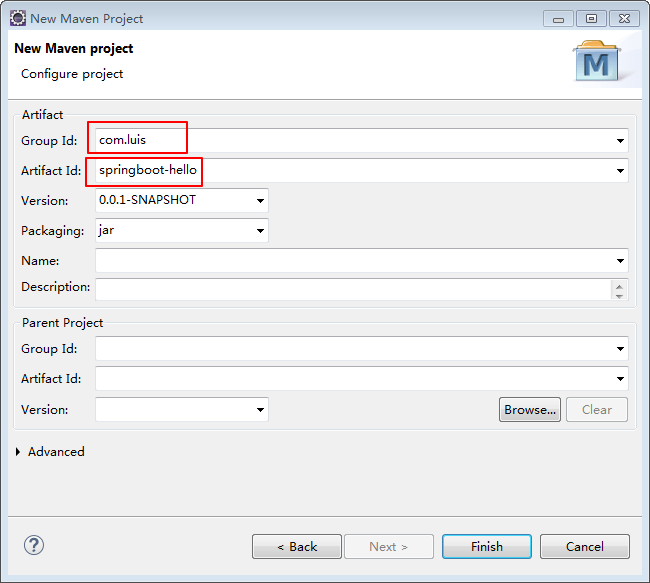 New Maven Project
New Maven project
Configure project
M
Artifact
Group Id: com.luis
Artifact Id: springboot-hello
Version: 0.0.1-SNAPSHOT
Packaging: jar
Name:
Description:
Parent Project
Group Id:
Artifact Id:
Version:
Browse... Clear
Advanced
? < Back Next > Finish Cancel